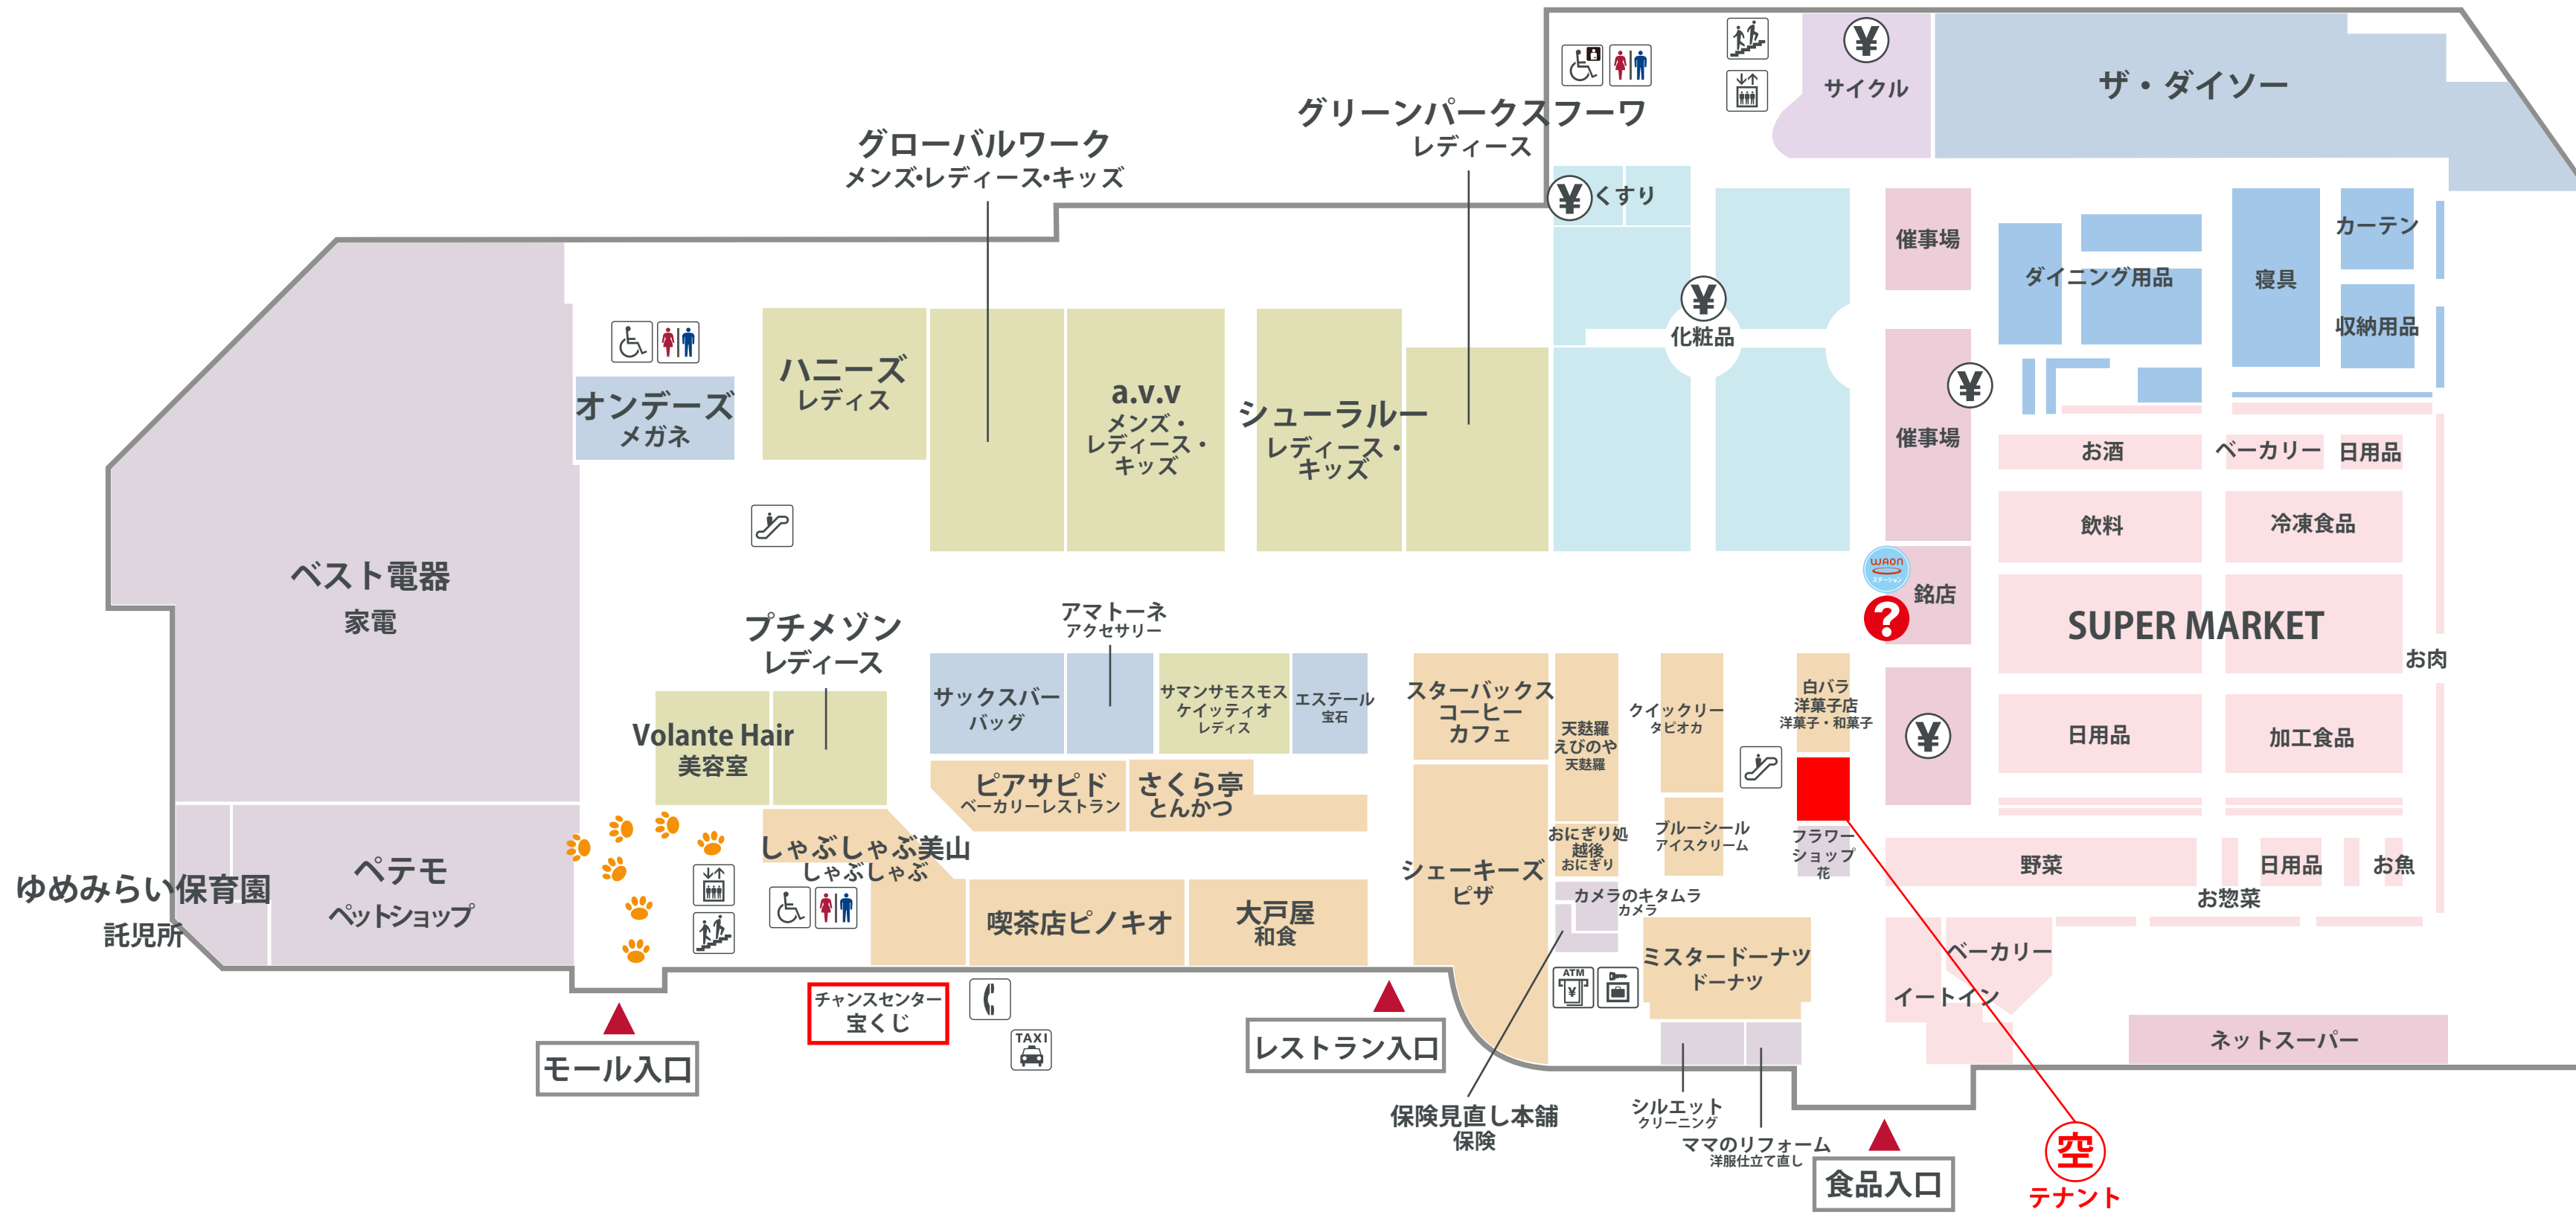 グローバルワーク
メンズ・レディース・キッズ
グリーンパークスフーワ
レディース
¥
サイクル
ザ・ダイソー
¥
くすり
催事場
ダイニング用品
寝具
カーテン
収納用品
¥
化粧品
¥
催事場
オンデーズ
メガネ
ハニーズ
レディス
a.v.v
メンズ・
レディース・
キッズ
シューラルー
レディース・
キッズ
お酒
ベーカリー
日用品
飲料
冷凍食品
WAON
ステーション
?
銘店
SUPER MARKET
お肉
日用品
加工食品
¥
ベスト電器
家電
プチメゾン
レディース
アマトーネ
アクセサリー
Volante Hair
美容室
サックスバー
バッグ
サマンサモスモス
ケイッティオ
レディス
エステール
宝石
スターバックス
コーヒー
カフェ
天麩羅
えびのや
天麩羅
クイックリー
タピオカ
白バラ
洋菓子店
洋菓子・和菓子
ピアサピド
ベーカリーレストラン
さくら亭
とんかつ
しゃぶしゃぶ美山
しゃぶしゃぶ
シェーキーズ
ピザ
おにぎり処
越後
おにぎり
ブルーシール
アイスクリーム
フラワー
ショップ
花
野菜
日用品
お魚
お惣菜
ゆめみらい保育園
託児所
ペテモ
ペットショップ
喫茶店ピノキオ
大戸屋
和食
カメラのキタムラ
カメラ
ミスタードーナツ
ドーナツ
ベーカリー
イートイン
ネットスーパー
ATM
¥
チャンスセンター
宝くじ
TAXI
モール入口
レストラン入口
保険見直し本舗
保険
シルエット
クリーニング
ママのリフォーム
洋服仕立て直し
食品入口
空
テナント